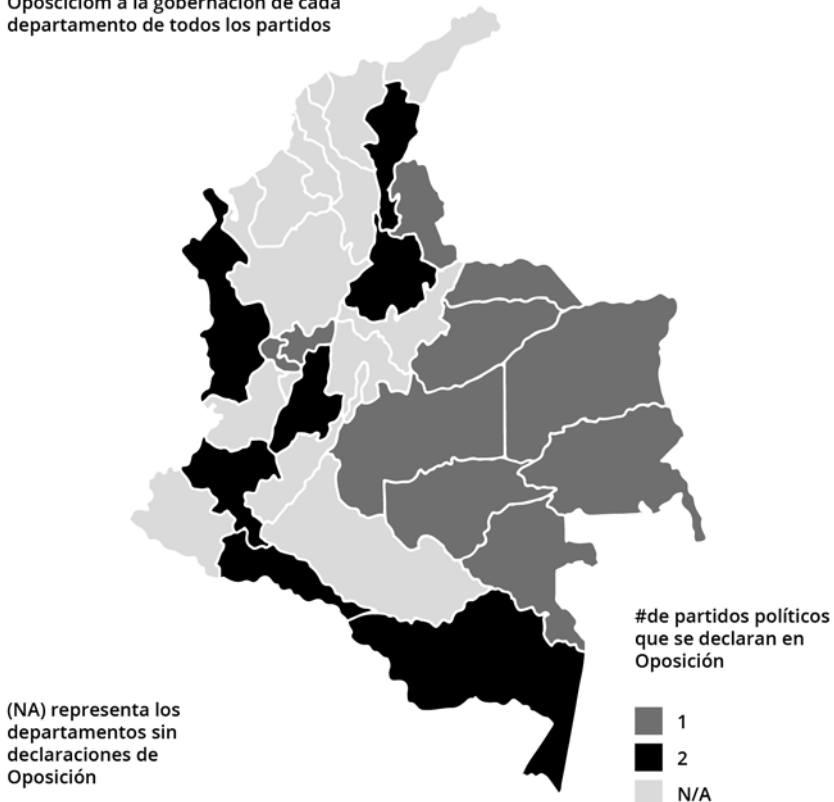 Oposcicióm a la gobernación de cada
departamento de todos los partidos
#de partidos políticos
que se declaran en
Oposición
(NA) representa los
departamentos sin
declaraciones de
Oposición
1
2
N/A